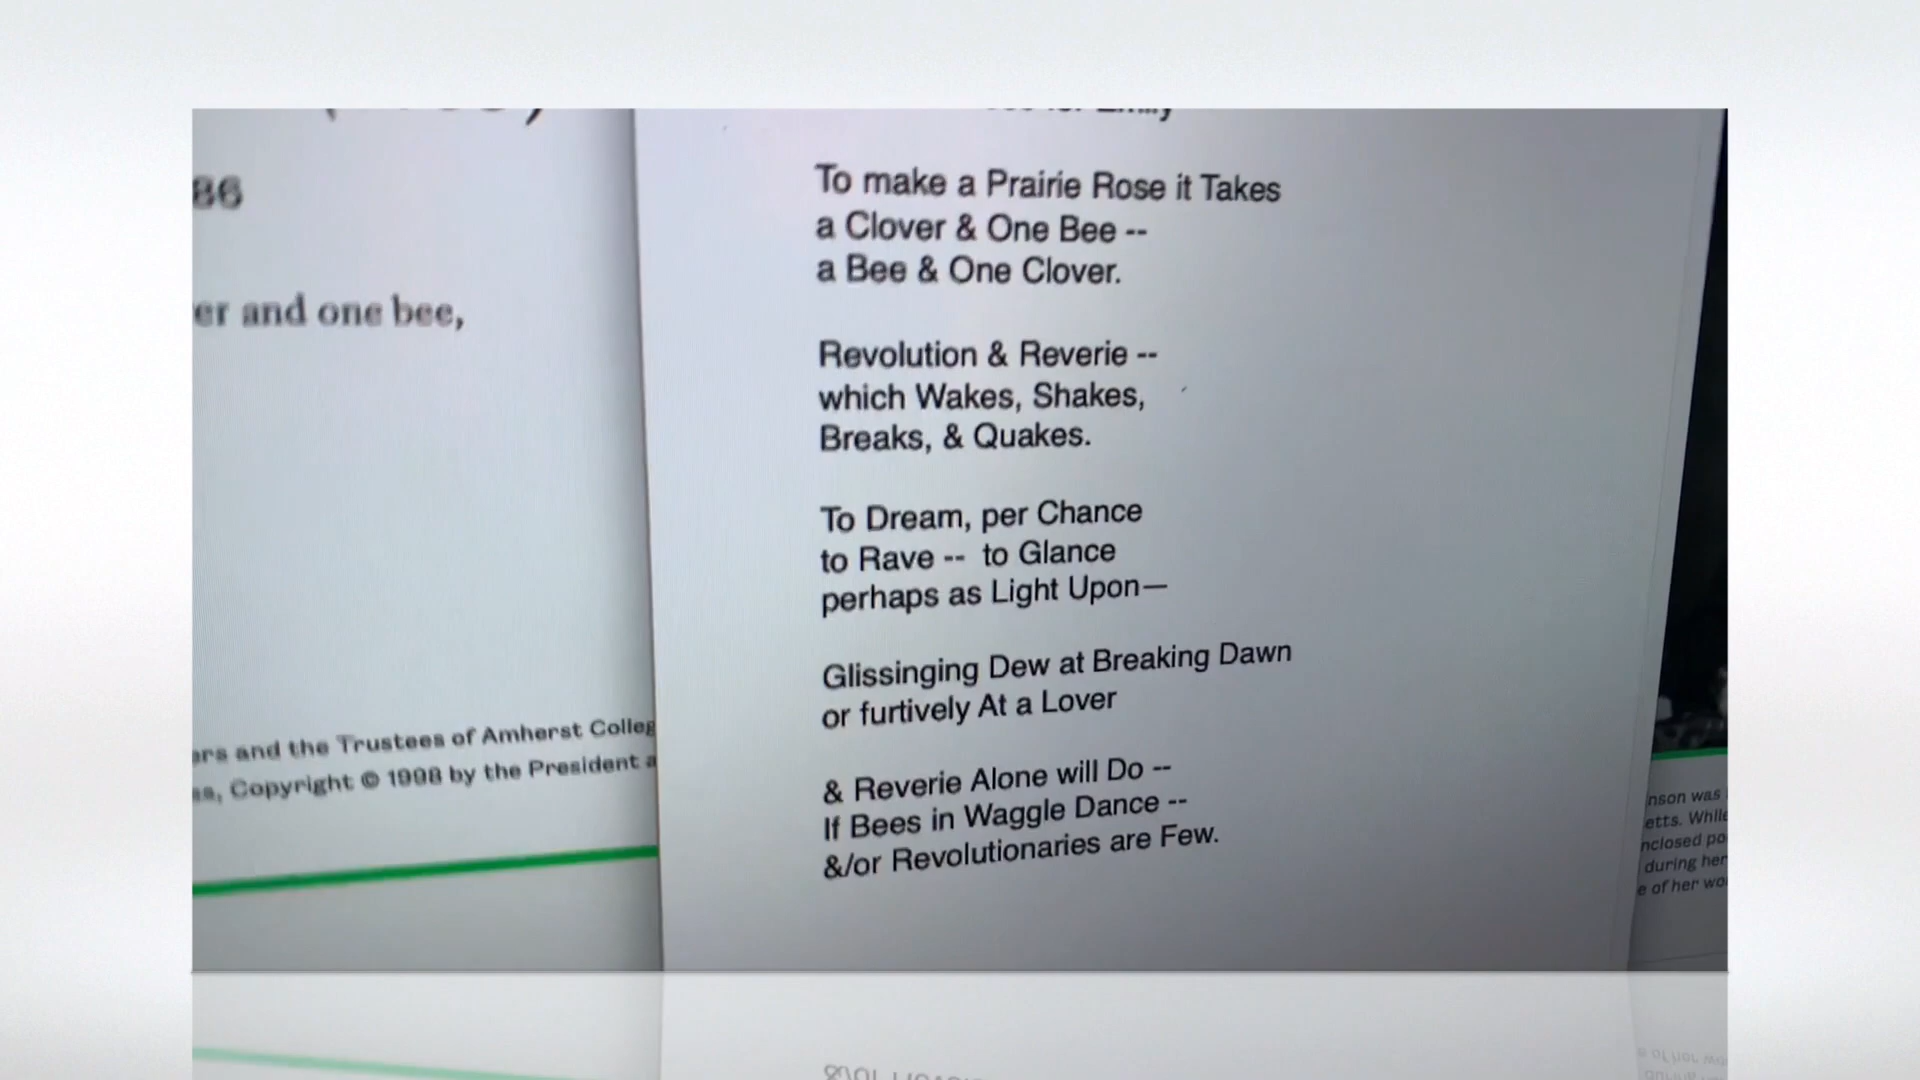 86
er and one bee,
ers and the Trustees of Amherst Colleg
ss, Copyright © 1998 by the President a
Emily
To make a Prairie Rose it Takes
a Clover & One Bee --
a Bee & One Clover.
Revolution & Reverie --
which Wakes, Shakes,
Breaks, & Quakes.
To Dream, per Chance
to Rave -- to Glance
perhaps as Light Upon—
Glissinging Dew at Breaking Dawn
or furtively At a Lover
& Reverie Alone will Do --
If Bees in Waggle Dance --
&/or Revolutionaries are Few.
nson was
etts. While
nclosed po
during her
e of her wo